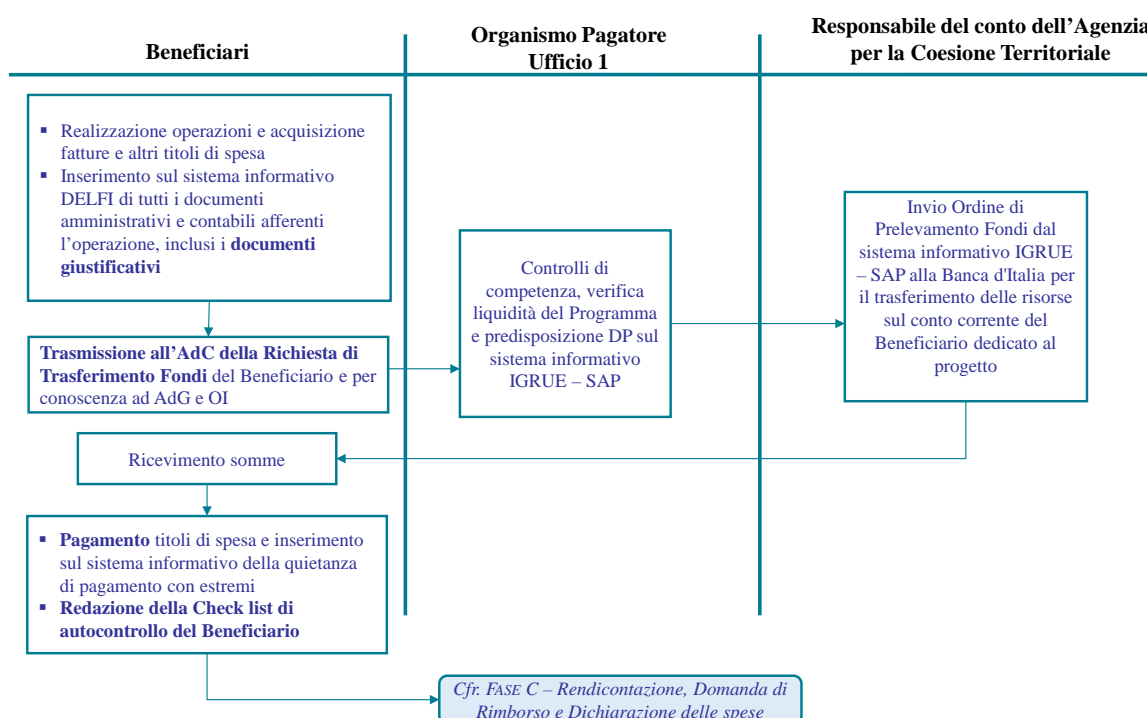 Beneficiari
Organismo Pagatore
Ufficio 1
Responsabile del conto dell’Agenzia
per la Coesione Territoriale
▪ Realizzazione operazioni e acquisizione
fatture e altri titoli di spesa
▪ Inserimento sul sistema informativo
DELFI di tutti i documenti
amministrativi e contabili afferenti
l’operazione, inclusi i documenti
giustificativi
Trasmissione all’AdC della Richiesta di
Trasferimento Fondi del Beneficiario e per
conoscenza ad AdG e OI
Controlli di
competenza, verifica
liquidità del Programma
e predisposizione DP sul
sistema informativo
IGRUE – SAP
Invio Ordine di
Prelevamento Fondi dal
sistema informativo IGRUE
– SAP alla Banca d'Italia per
il trasferimento delle risorse
sul conto corrente del
Beneficiario dedicato al
progetto
Ricevimento somme
▪ Pagamento titoli di spesa e inserimento
sul sistema informativo della quietanza
di pagamento con estremi
▪ Redazione della Check list di
autocontrollo del Beneficiario
Cfr. FASE C – Rendicontazione, Domanda di
Rimborso e Dichiarazione delle spese